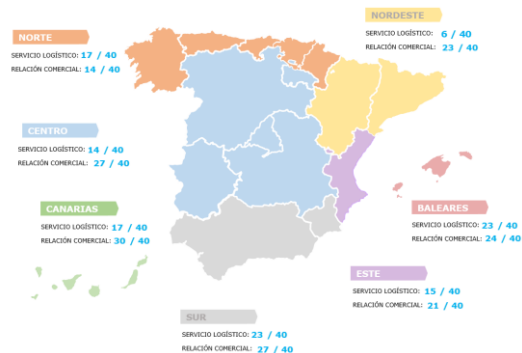 NORDESTE
SERVICIO LOGÍSTICO: 6 / 40
RELACIÓN COMERCIAL: 23 / 40
NORTE
SERVICIO LOGÍSTICO: 17 / 40
RELACIÓN COMERCIAL: 14 / 40
CENTRO
SERVICIO LOGÍSTICO: 14 / 40
RELACIÓN COMERCIAL: 27 / 40
CANARIAS
SERVICIO LOGÍSTICO: 17 / 40
RELACIÓN COMERCIAL: 30 / 40
BALEARES
SERVICIO LOGÍSTICO: 23 / 40
RELACIÓN COMERCIAL: 24 / 40
ESTE
SERVICIO LOGÍSTICO: 15 / 40
RELACIÓN COMERCIAL: 21 / 40
SUR
SERVICIO LOGÍSTICO: 23 / 40
RELACIÓN COMERCIAL: 27 / 40